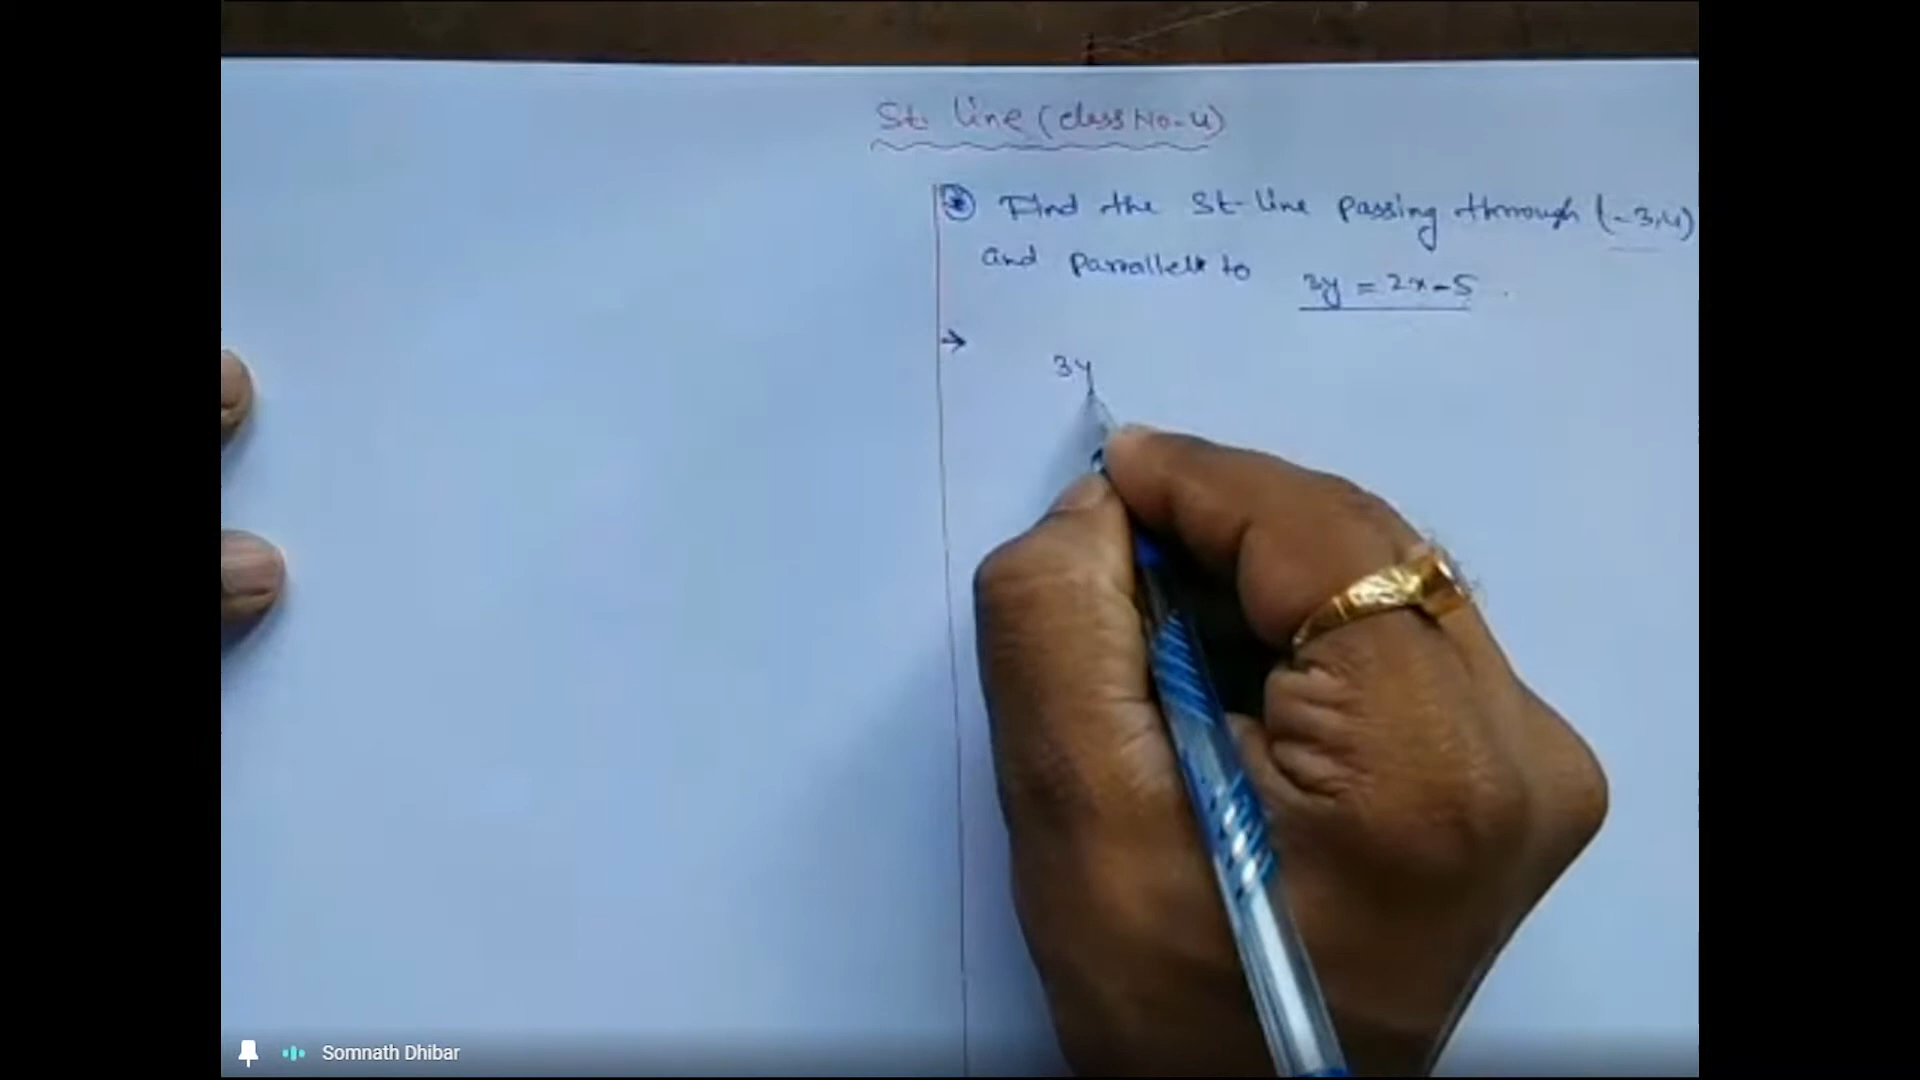 St. line (class No-4)
Find the St-line passing through (-3,4)
and parallel to 3y = 2x-5.
→
3y
Somnath Dhibar